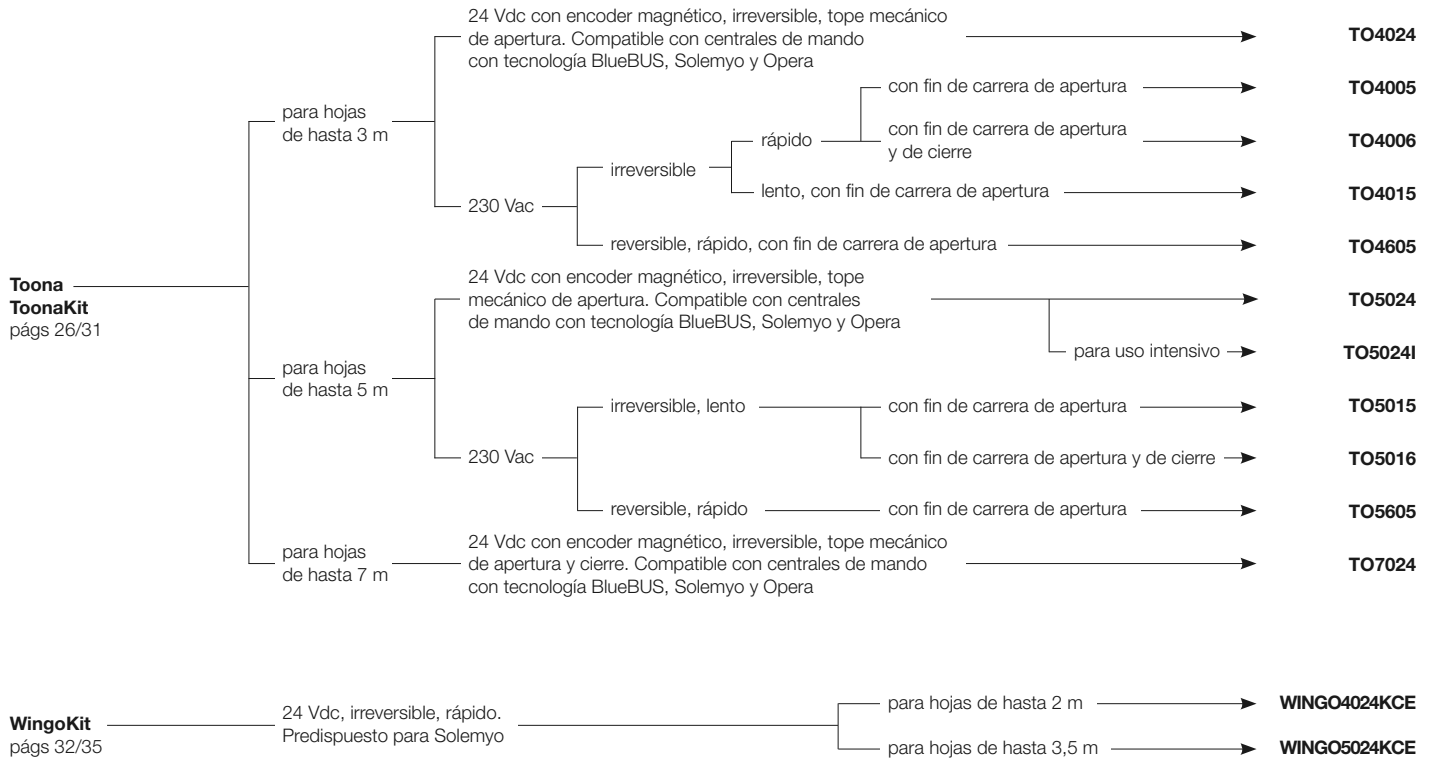 Toona
ToonaKit
págs 26/31
para hojas
de hasta 3 m
24 Vdc con encoder magnético, irreversible, tope mecánico
de apertura. Compatible con centrales de mando
con tecnología BlueBUS, Solemyo y Opera
TO4024
230 Vac
irreversible
rápido
con fin de carrera de apertura
TO4005
con fin de carrera de apertura
y de cierre
TO4006
lento, con fin de carrera de apertura
TO4015
reversible, rápido, con fin de carrera de apertura
TO4605
para hojas
de hasta 5 m
24 Vdc con encoder magnético, irreversible, tope
mecánico de apertura. Compatible con centrales
de mando con tecnología BlueBUS, Solemyo y Opera
TO5024
para uso intensivo
TO5024I
230 Vac
irreversible, lento
con fin de carrera de apertura
TO5015
con fin de carrera de apertura y de cierre
TO5016
reversible, rápido
con fin de carrera de apertura
TO5605
para hojas
de hasta 7 m
24 Vdc con encoder magnético, irreversible, tope mecánico
de apertura y cierre. Compatible con centrales de mando
con tecnología BlueBUS, Solemyo y Opera
TO7024
WingoKit
págs 32/35
24 Vdc, irreversible, rápido.
Predispuesto para Solemyo
para hojas de hasta 2 m
WINGO4024KCE
para hojas de hasta 3,5 m
WINGO5024KCE